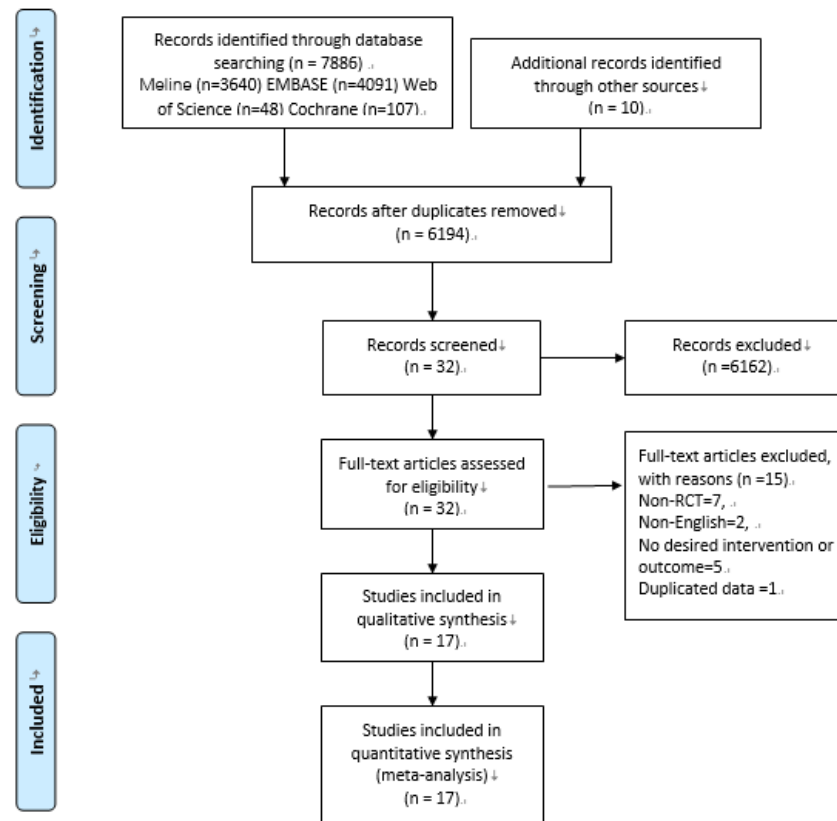 Identification ↵
Records identified through database
searching (n = 7886)
Meline (n=3640) EMBASE (n=4091) Web
of Science (n=48) Cochrane (n=107)
Additional records identified
through other sources↓
(n = 10)
Screening ↵
Records after duplicates removed↓
(n = 6194)
Records screened↓
(n = 32)
Records excluded↓
(n =6162)
Eligibility ↵
Full-text articles assessed
for eligibility↓
(n = 32)
Full-text articles excluded,
with reasons (n =15)
Non-RCT=7,
Non-English=2,
No desired intervention or
outcome=5
Duplicated data =1
Studies included in
qualitative synthesis↓
(n = 17)
Included ↵
Studies included in
quantitative synthesis
(meta-analysis)↓
(n = 17)